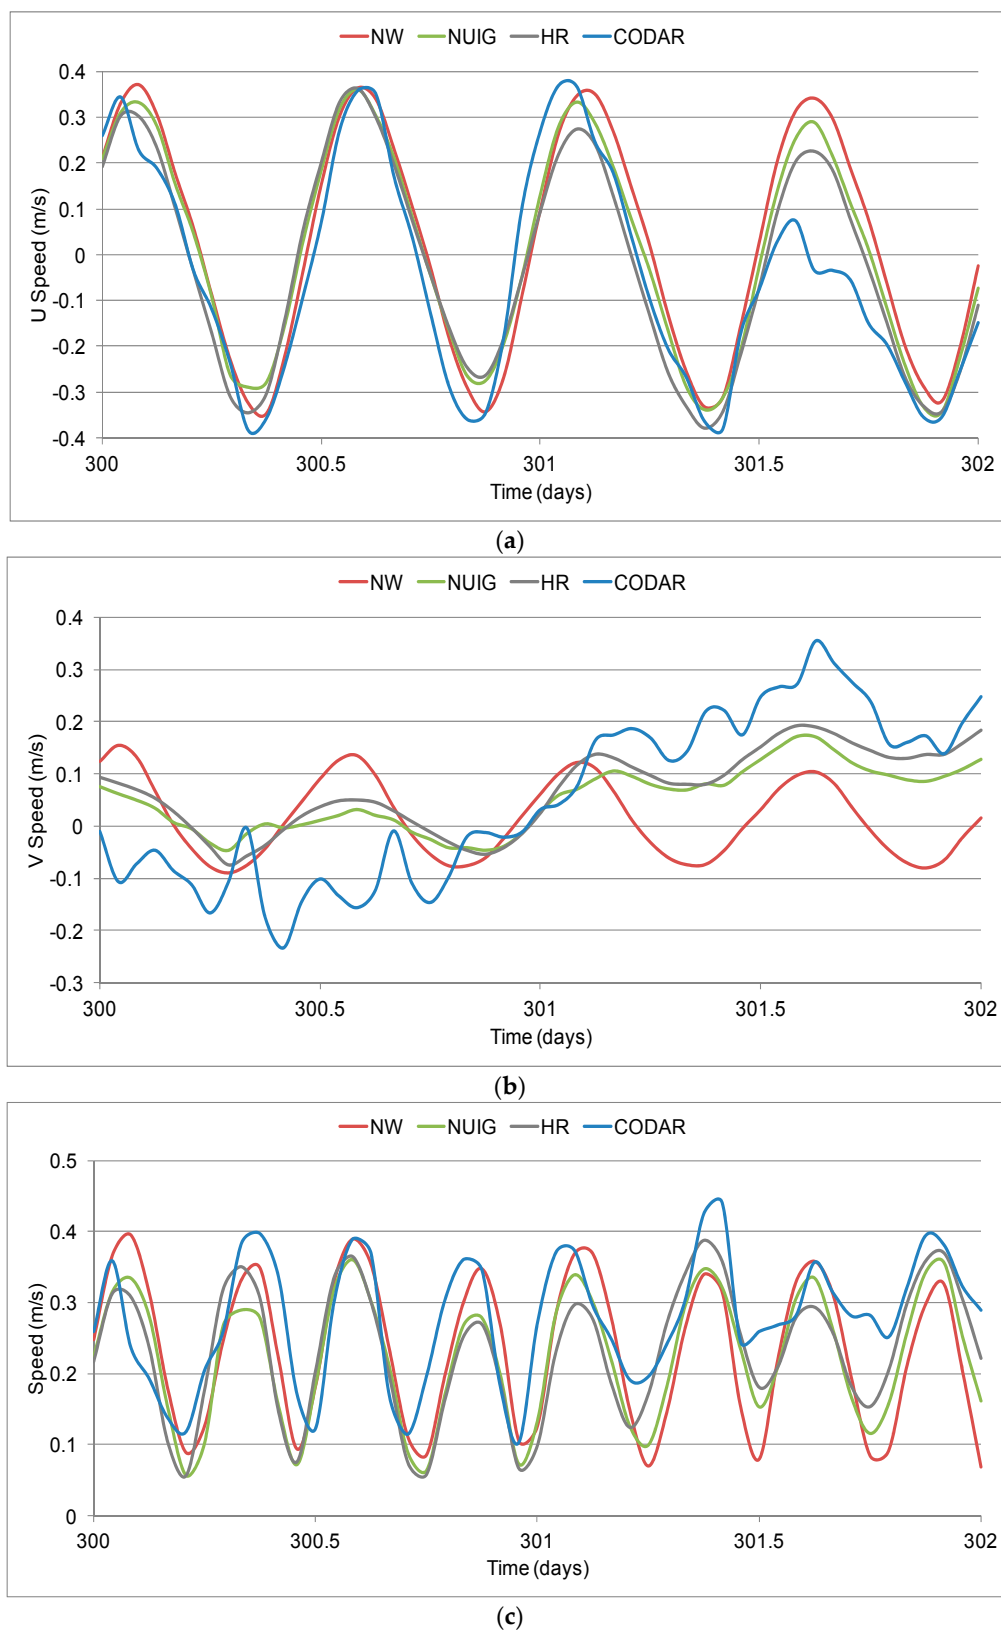 NW NUIG HR CODAR
0.4
0.3
0.2
0.1
0
-0.1
-0.2
-0.3
-0.4
U Speed (m/s)
300 300.5 301 301.5 302
Time (days)
(a)
NW NUIG HR CODAR
0.4
0.3
0.2
0.1
0
-0.1
-0.2
-0.3
V Speed (m/s)
300 300.5 301 301.5 302
Time (days)
(b)
NW NUIG HR CODAR
0.5
0.4
0.3
0.2
0.1
0
Speed (m/s)
300 300.5 301 301.5 302
Time (days)
(c)